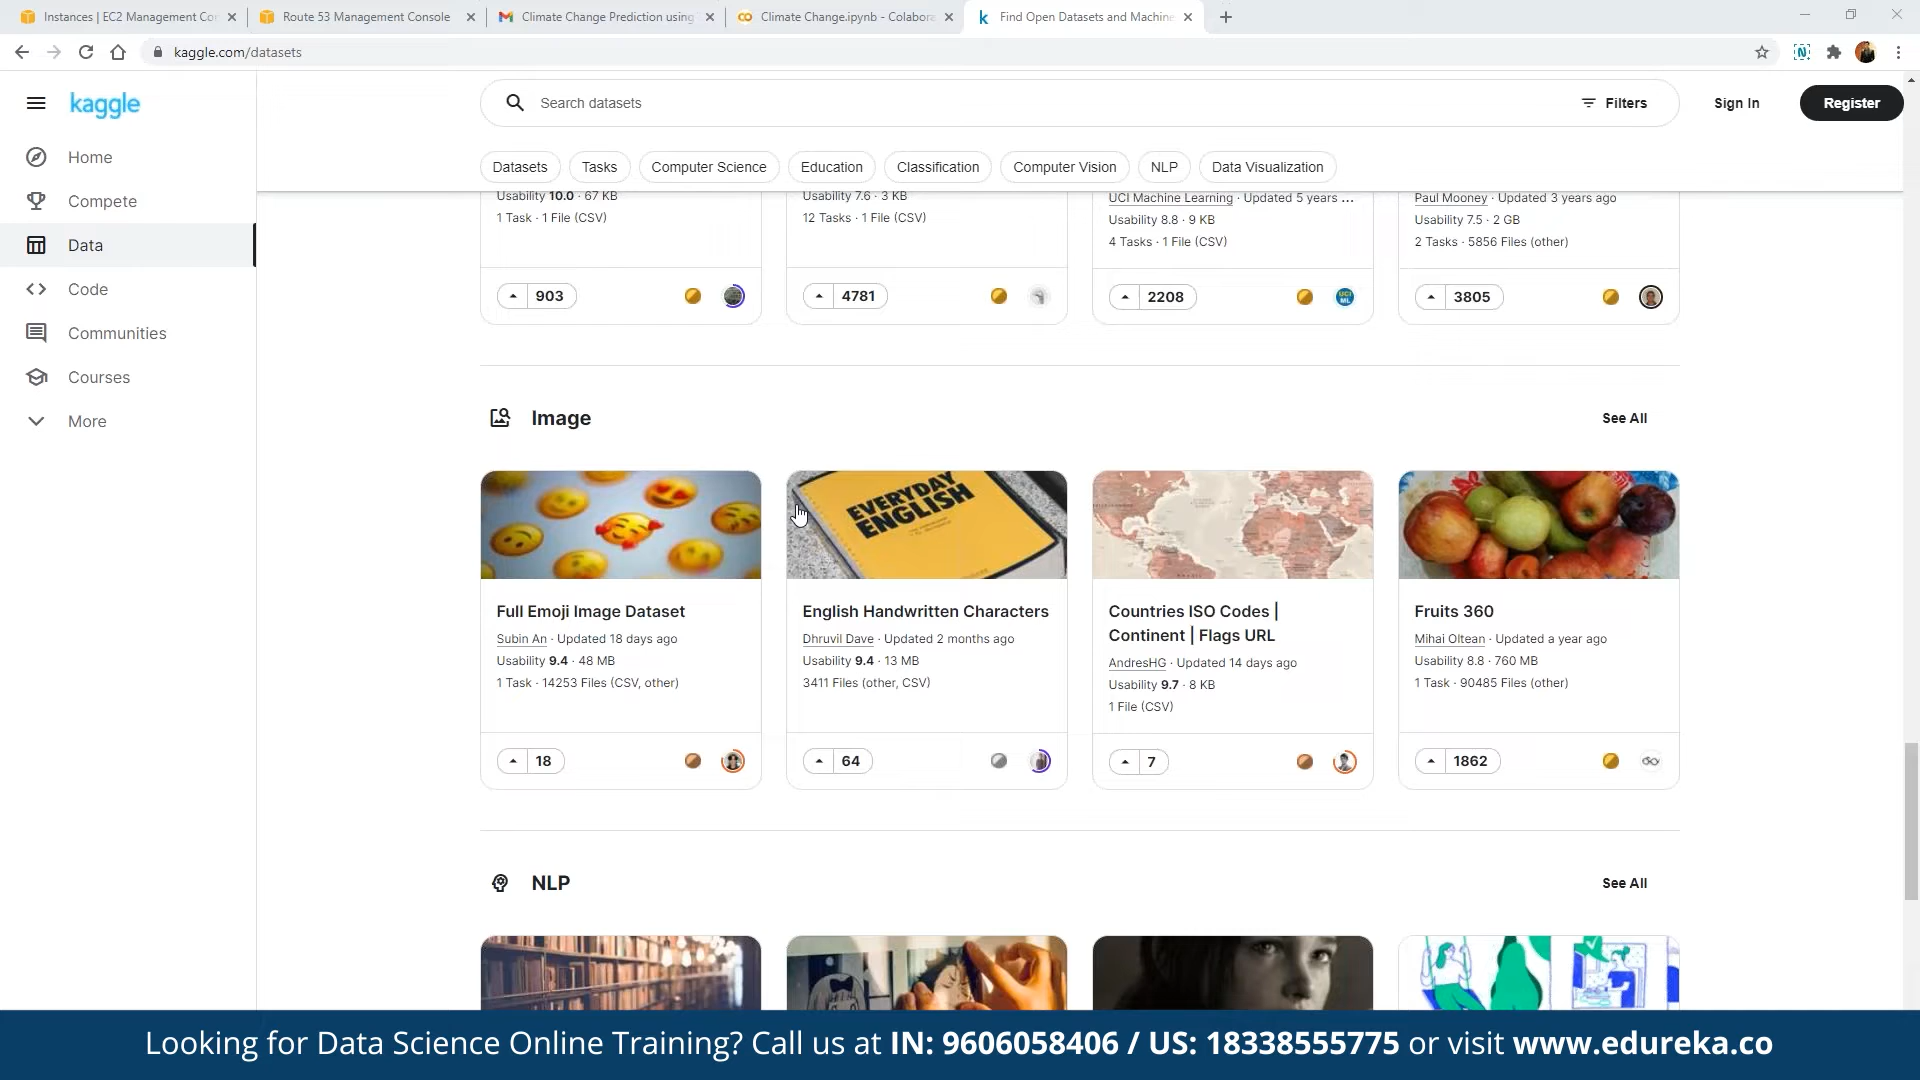 Instances | EC2 Management Con
Route 53 Management Console
Climate Change Prediction using
Climate Change.ipynb - Colabora
Find Open Datasets and Machine
kaggle.com/datasets
kaggle
Search datasets
Filters
Sign In
Register
Home
Compete
Data
Code
Communities
Courses
More
Datasets
Tasks
Computer Science
Education
Classification
Computer Vision
NLP
Data Visualization
Usability 10.0 · 67 KB
1 Task · 1 File (CSV)
903
Usability 7.6 · 3 KB
12 Tasks · 1 File (CSV)
4781
UCI Machine Learning · Updated 5 years ...
Usability 8.8 · 9 KB
4 Tasks · 1 File (CSV)
2208
UCI
ML
Paul Mooney · Updated 3 years ago
Usability 7.5 · 2 GB
2 Tasks · 5856 Files (other)
3805
Image
See All
EVERYDAY
ENGLISH
Full Emoji Image Dataset
Subin An · Updated 18 days ago
Usability 9.4 · 48 MB
1 Task · 14253 Files (CSV, other)
18
English Handwritten Characters
Dhruvil Dave · Updated 2 months ago
Usability 9.4 · 13 MB
3411 Files (other, CSV)
64
Countries ISO Codes |
Continent | Flags URL
AndresHG · Updated 14 days ago
Usability 9.7 · 8 KB
1 File (CSV)
7
Fruits 360
Mihai Oltean · Updated a year ago
Usability 8.8 · 760 MB
1 Task · 90485 Files (other)
1862
NLP
See All
Looking for Data Science Online Training? Call us at IN: 9606058406 / US: 18338555775 or visit www.edureka.co